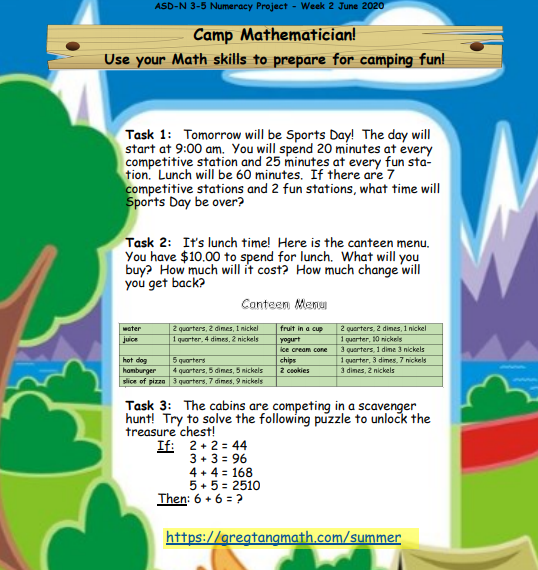 ASD-N 3-5 Numeracy Project - Week 2 June 2020
Camp Mathematician!
Use your Math skills to prepare for camping fun!
Task 1: Tomorrow will be Sports Day! The day will
start at 9:00 am. You will spend 20 minutes at every
competitive station and 25 minutes at every fun sta-
tion. Lunch will be 60 minutes. If there are 7
competitive stations and 2 fun stations, what time will
Sports Day be over?
Task 2: It's lunch time! Here is the canteen menu.
You have $10.00 to spend for lunch. What will you
buy? How much will it cost? How much change will
you get back?
Canteen Menu
water 2 quarters, 2 dimes, 1 nickel fruit in a cup 2 quarters, 2 dimes, 1 nickel
juice 1 quarter, 4 dimes, 2 nickels yogurt 1 quarter, 10 nickels
ice cream cone 3 quarters, 1 dime 3 nickels
hot dog 5 quarters chips 1 quarter, 3 dimes, 7 nickels
hamburger 4 quarters, 5 dimes, 5 nickels 2 cookies 3 dimes, 2 nickels
slice of pizza 3 quarters, 7 dimes, 9 nickels
Task 3: The cabins are competing in a scavenger
hunt! Try to solve the following puzzle to unlock the
treasure chest!
If: 2 + 2 = 44
3 + 3 = 96
4 + 4 = 168
5 + 5 = 2510
Then: 6 + 6 = ?
https://gregtangmath.com/summer